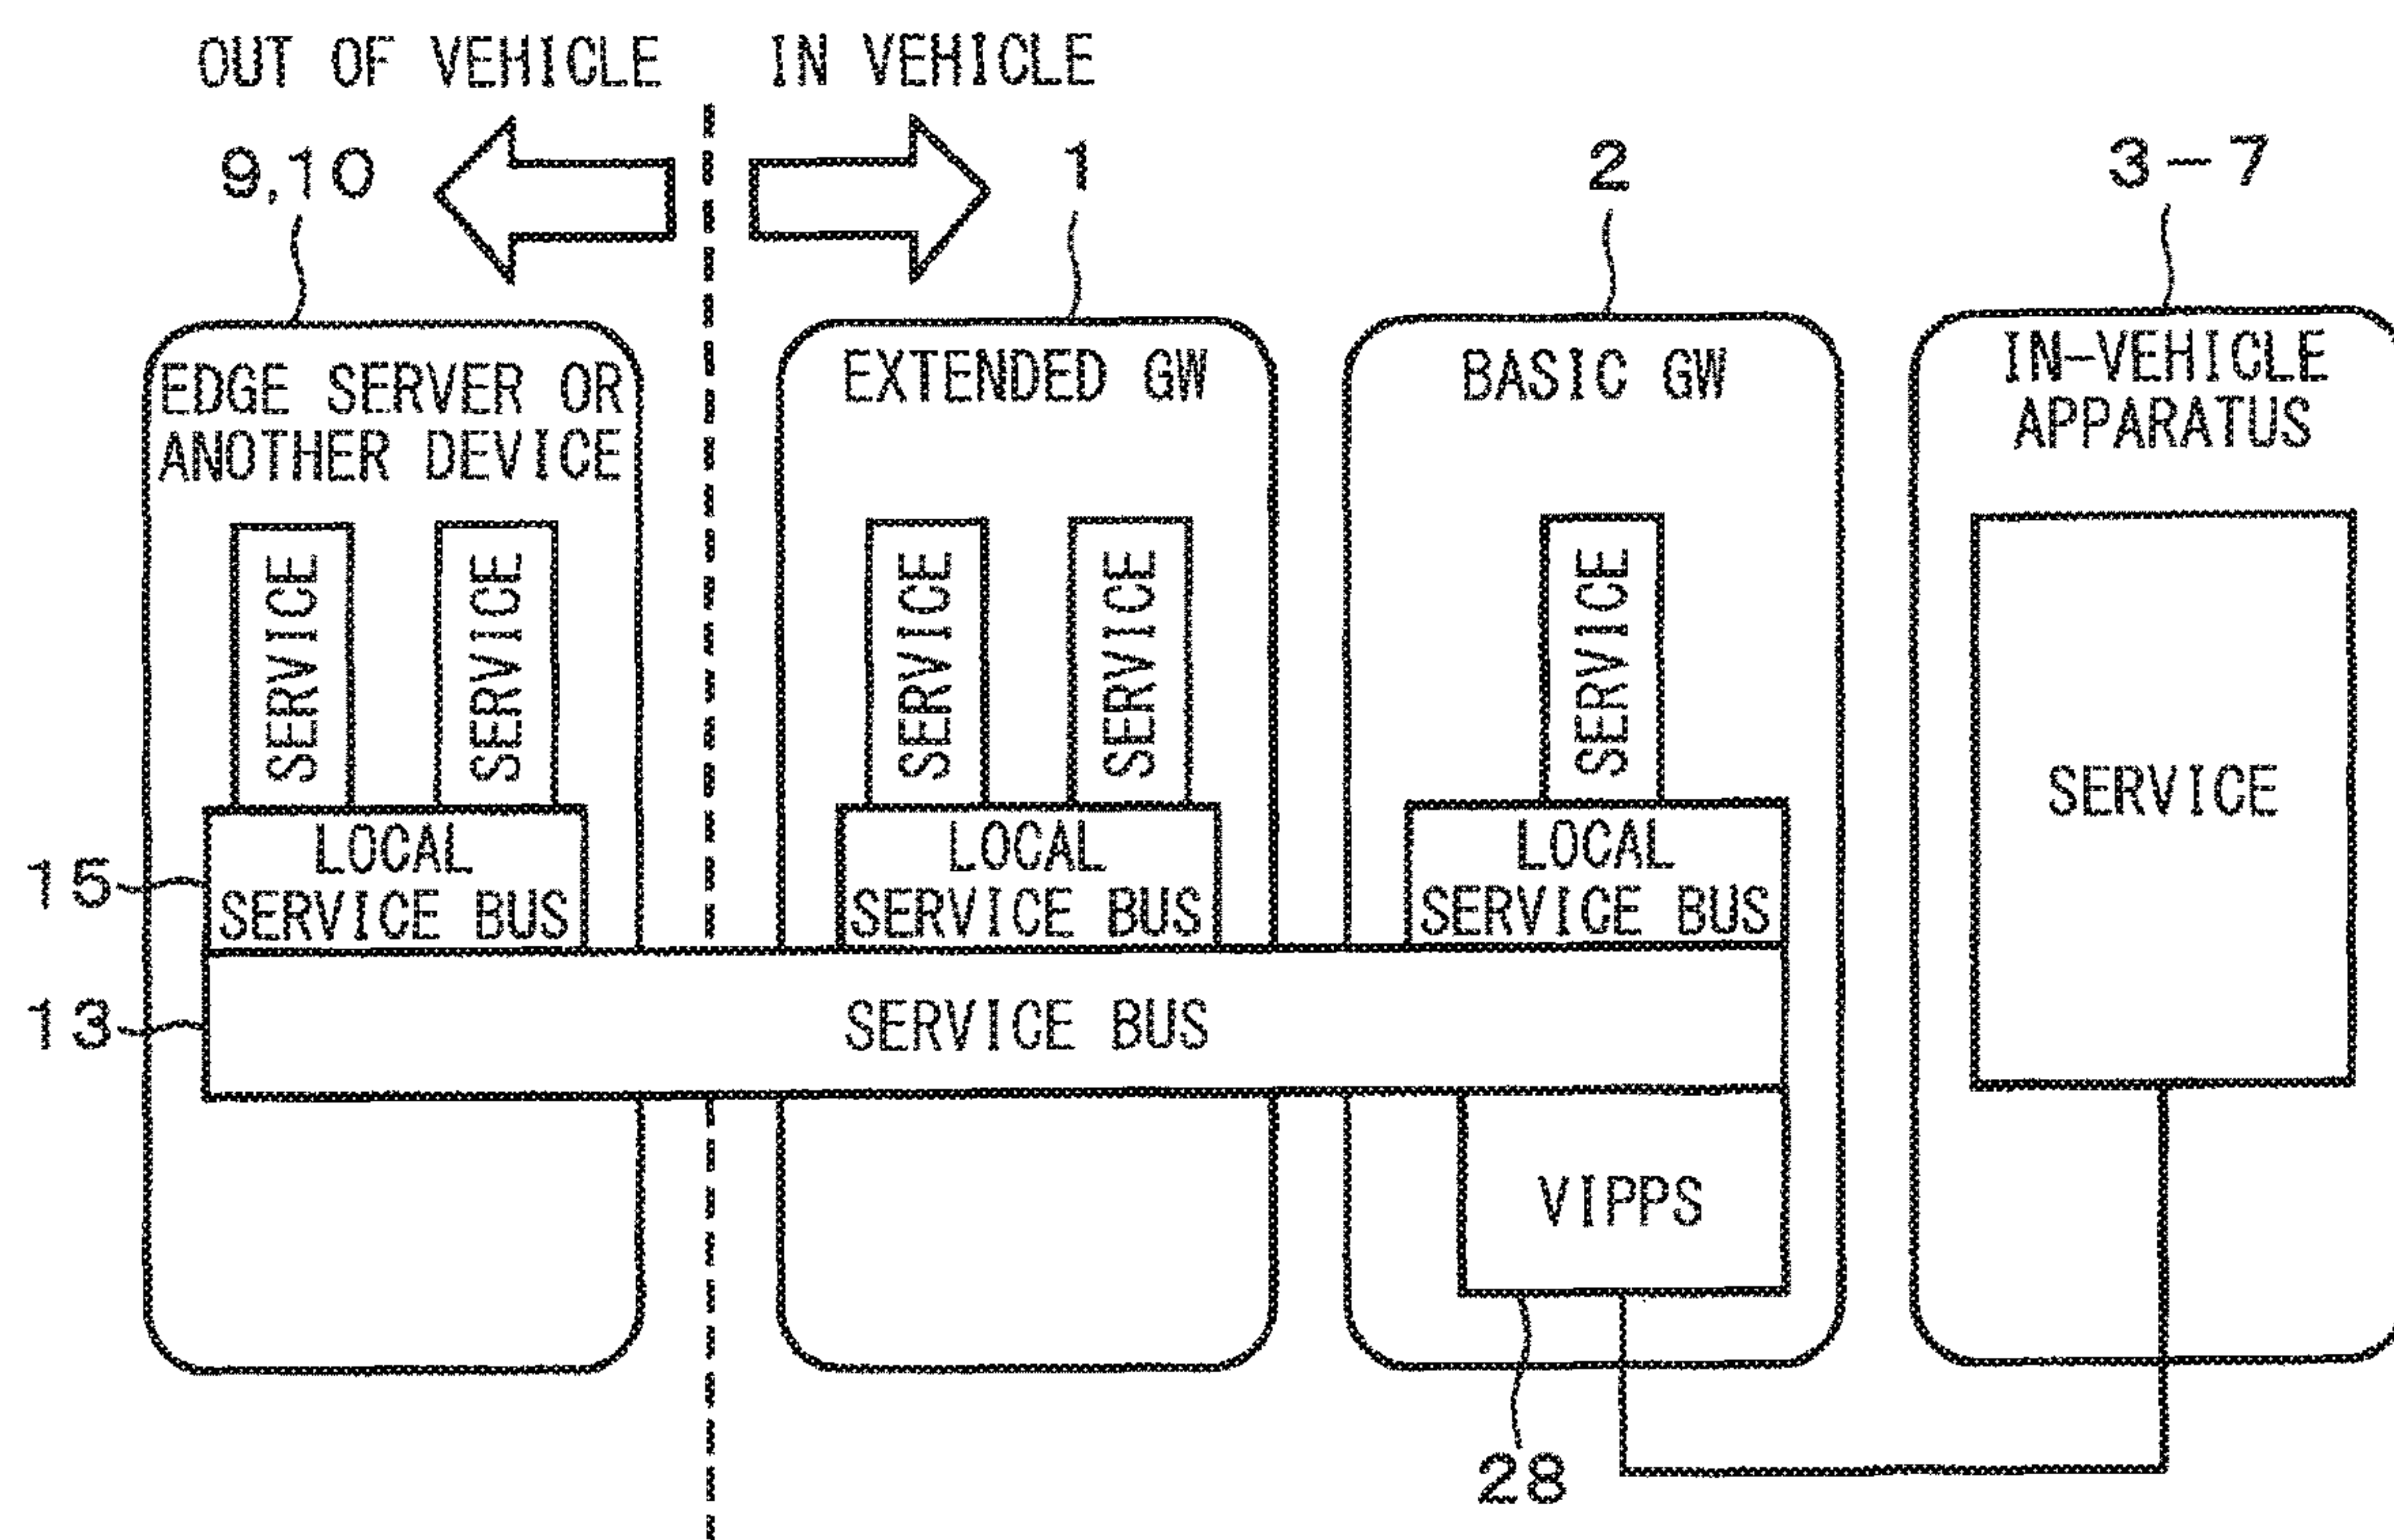 OUT OF VEHICLE
IN VEHICLE
9,10
1
2
3-7
EDGE SERVER OR
ANOTHER DEVICE
EXTENDED GW
BASIC GW
IN-VEHICLE
APPARATUS
SERVICE
SERVICE
SERVICE
SERVICE
SERVICE
SERVICE
15
LOCAL
SERVICE BUS
LOCAL
SERVICE BUS
LOCAL
SERVICE BUS
13
SERVICE BUS
VIPPS
28